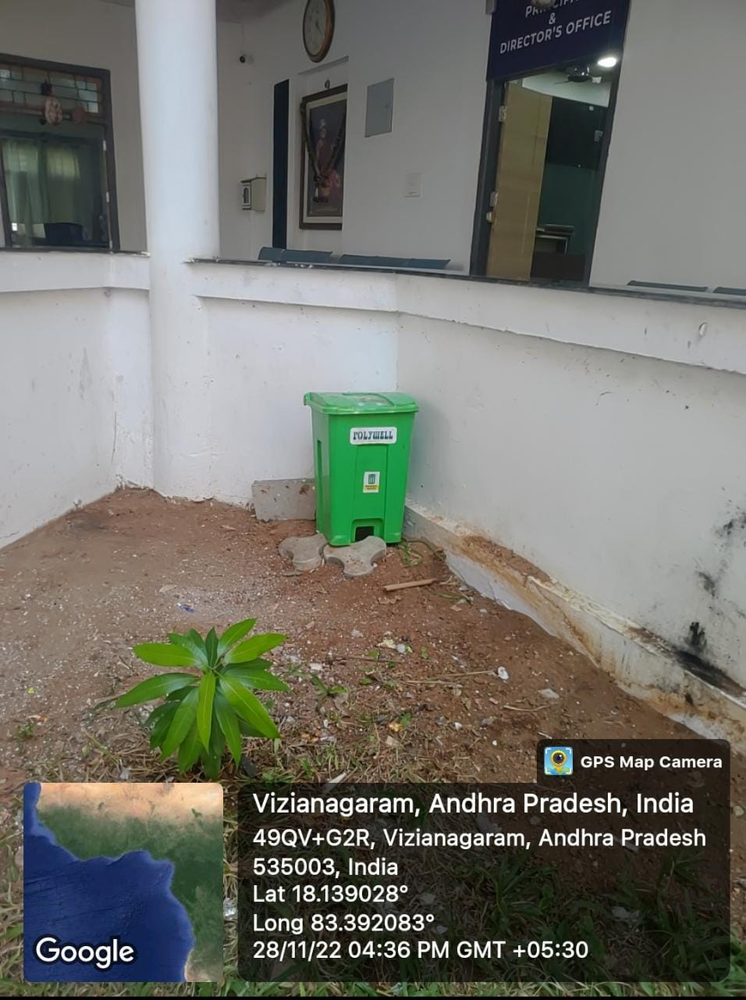 &
DIRECTOR'S OFFICE
POLYWELL
GPS Map Camera
Vizianagaram, Andhra Pradesh, India
49QV+G2R, Vizianagaram, Andhra Pradesh
535003, India
Lat 18.139028°
Long 83.392083°
28/11/22 04:36 PM GMT +05:30
Google